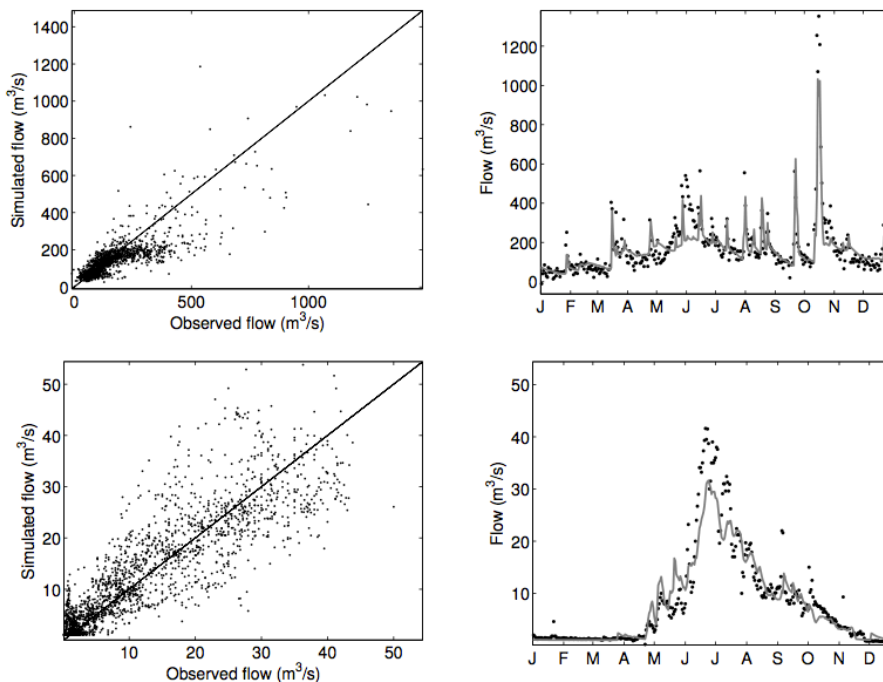 1400
1200
1000
800
600
400
200
0
0 500 1000
Simulated flow (m³/s)
Observed flow (m³/s)
1200
1000
800
600
400
200
0
J F M A M J J A S O N D
Flow (m³/s)
50
40
30
20
10
10 20 30 40 50
Simulated flow (m³/s)
Observed flow (m³/s)
50
40
30
20
10
J F M A M J J A S O N D
Flow (m³/s)